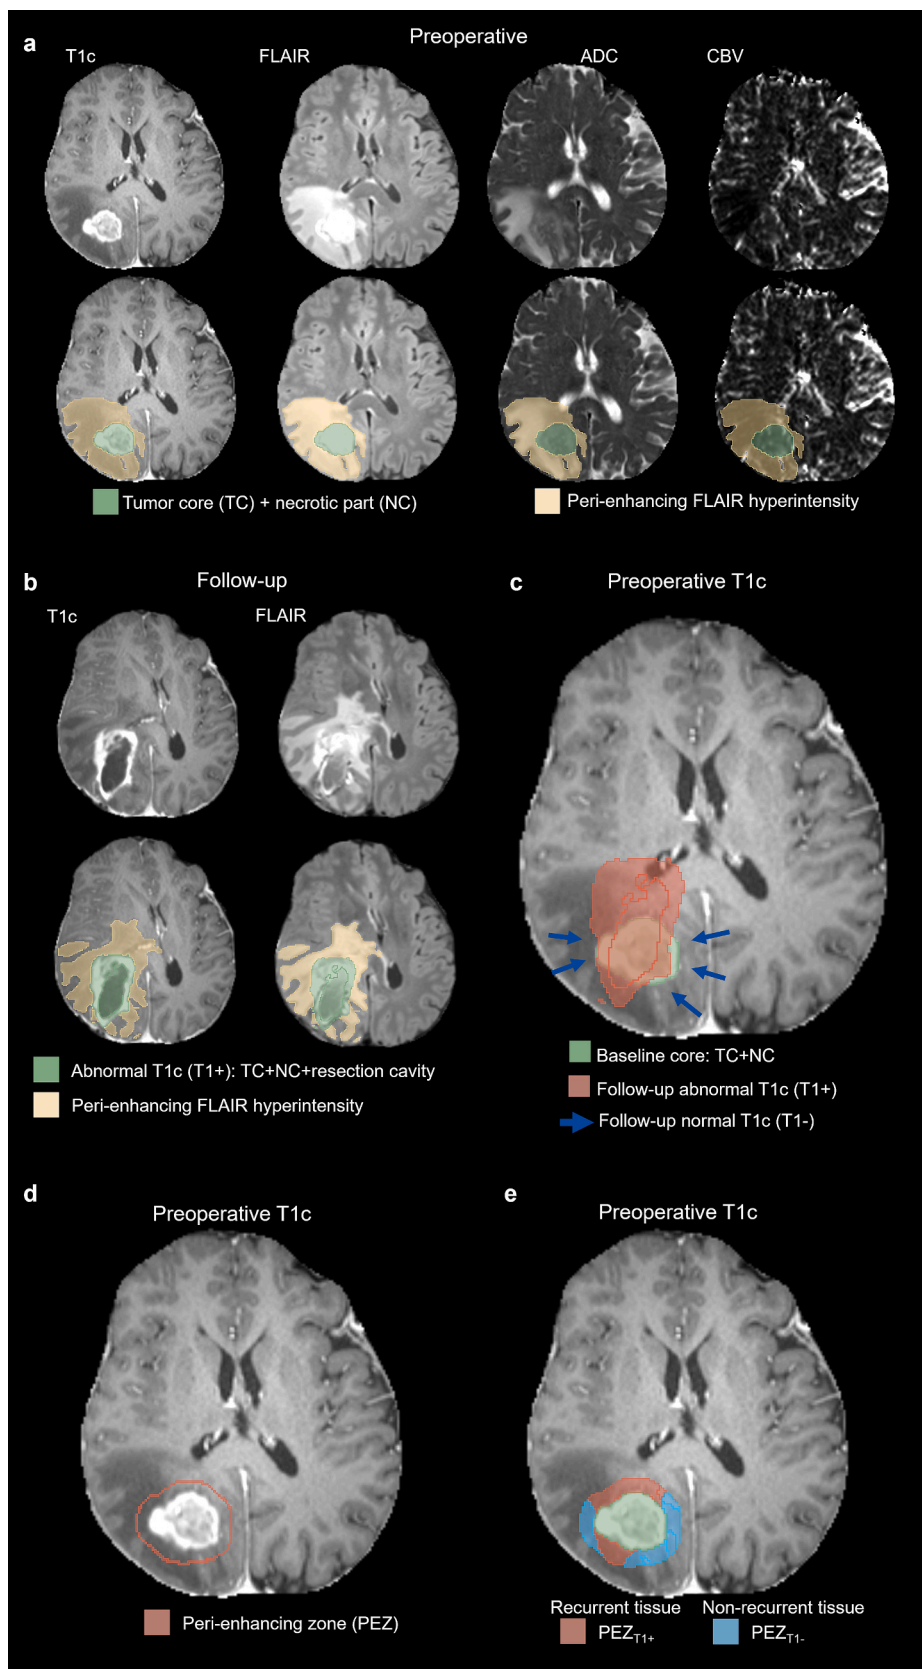 a
Preoperative
T1c
FLAIR
ADC
CBV
Tumor core (TC) + necrotic part (NC)
Peri-enhancing FLAIR hyperintensity
b
Follow-up
T1c
FLAIR
Abnormal T1c (T1+): TC+NC+resection cavity
Peri-enhancing FLAIR hyperintensity
c
Preoperative T1c
Baseline core: TC+NC
Follow-up abnormal T1c (T1+)
Follow-up normal T1c (T1-)
d
Preoperative T1c
Peri-enhancing zone (PEZ)
e
Preoperative T1c
Recurrent tissue
Non-recurrent tissue
PEZT1+
PEZT1-